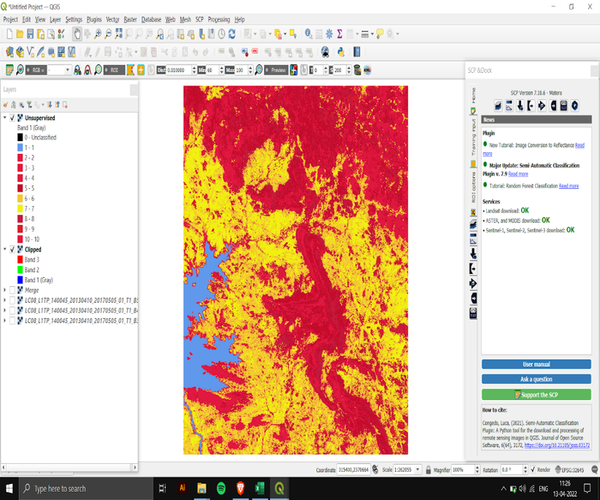 *Untitled Project — QGIS
Project Edit View Layer Settings Plugins Vector Raster Database Web Mesh SCP Processing Help
RGB = ROI Dist 0.010000 Min 60 Max 100 Preview T 0 S 200
Layers
Unsupervised
Band 1 (Gray)
0 - Unclassified
1 - 1
2 - 2
3 - 3
4 - 4
5 - 5
6 - 6
7 - 7
8 - 8
9 - 9
10 - 10
Clipped
Band 3
Band 2
Band 1 (Gray)
Merge
LC08_L1TP_140045_20130410_20170505_01_T1_B5
LC08_L1TP_140045_20130410_20170505_01_T1_B4
LC08_L1TP_140045_20130410_20170505_01_T1_B3
SCP &Dock
Home
Training input
ROI options
SCP Version 7.10.6 - Matera
News
Plugin
New Tutorial: Image Conversion to Reflectance Read
more
Major Update: Semi-Automatic Classification
Plugin v. 7.9 Read more
Tutorial: Random Forest Classification Read more
Services
• Landsat download: OK
• ASTER, and MODIS download: OK
• Sentinel-1, Sentinel-2, Sentinel-3 download: OK
User manual
Ask a question
Support the SCP
How to cite:
Congedo, Luca, (2021). Semi-Automatic Classification
Plugin: A Python tool for the download and processing of
remote sensing images in QGIS. Journal of Open Source
Software, 6(64), 3172, https://doi.org/10.21105/joss.03172
Coordinate 315400,2176664 Scale 1:262055 Magnifier 100% Rotation 0.0 ° Render EPSG:32645
Type here to search
11:26
13-04-2022